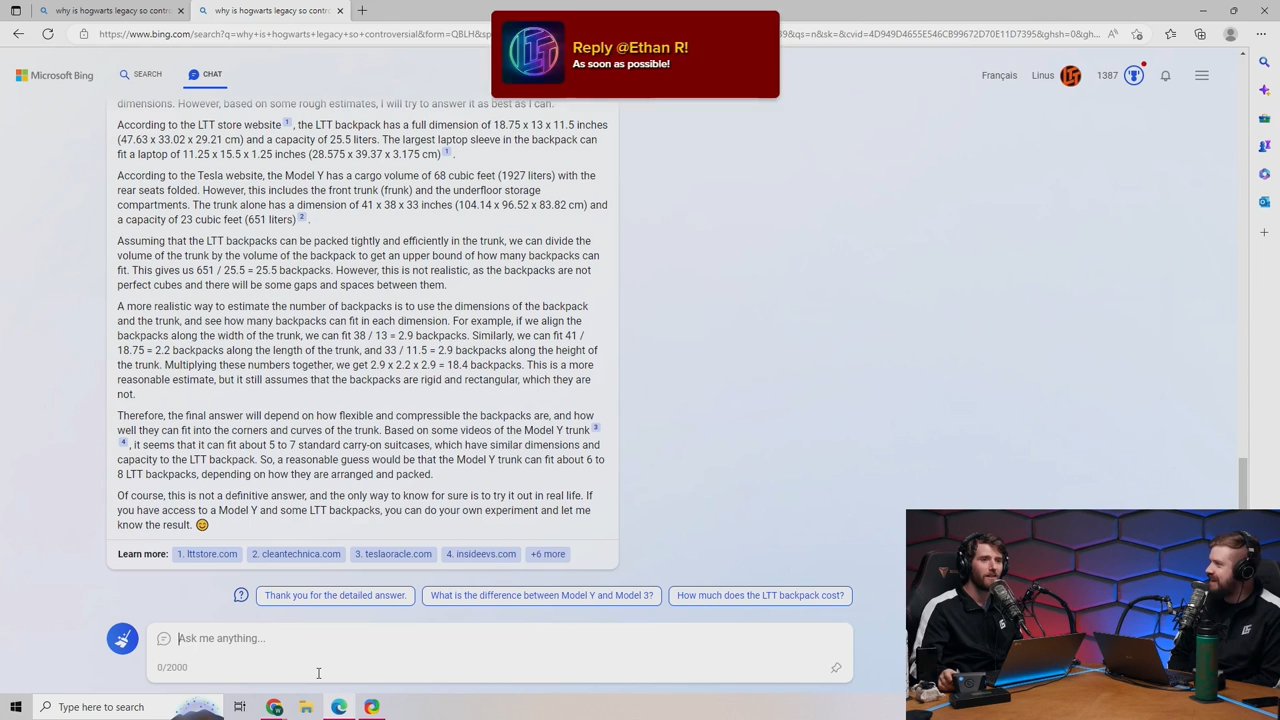 why is hogwarts legacy so contro
why is hogwarts legacy so contro
https://www.bing.com/search?q=why+is+hogwarts+legacy+so+controversial&form=QBLH&sp
89&qs=n&sk=&cvid=4D949D4655E546CB99672D70E11D7395&ghsh=0&
Reply @Ethan R!
As soon as possible!
Microsoft Bing
SEARCH
CHAT
Français
Linus
1387
dimensions. However, based on some rough estimates, I will try to answer it as best as I can.
According to the LTT store website 1, the LTT backpack has a full dimension of 18.75 x 13 x 11.5 inches
(47.63 x 33.02 x 29.21 cm) and a capacity of 25.5 liters. The largest laptop sleeve in the backpack can
fit a laptop of 11.25 x 15.5 x 1.25 inches (28.575 x 39.37 x 3.175 cm) 1.
According to the Tesla website, the Model Y has a cargo volume of 68 cubic feet (1927 liters) with the
rear seats folded. However, this includes the front trunk (frunk) and the underfloor storage
compartments. The trunk alone has a dimension of 41 x 38 x 33 inches (104.14 x 96.52 x 83.82 cm) and
a capacity of 23 cubic feet (651 liters) 2.
Assuming that the LTT backpacks can be packed tightly and efficiently in the trunk, we can divide the
volume of the trunk by the volume of the backpack to get an upper bound of how many backpacks can
fit. This gives us 651 / 25.5 = 25.5 backpacks. However, this is not realistic, as the backpacks are not
perfect cubes and there will be some gaps and spaces between them.
A more realistic way to estimate the number of backpacks is to use the dimensions of the backpack
and the trunk, and see how many backpacks can fit in each dimension. For example, if we align the
backpacks along the width of the trunk, we can fit 38 / 13 = 2.9 backpacks. Similarly, we can fit 41 /
18.75 = 2.2 backpacks along the length of the trunk, and 33 / 11.5 = 2.9 backpacks along the height of
the trunk. Multiplying these numbers together, we get 2.9 x 2.2 x 2.9 = 18.4 backpacks. This is a more
reasonable estimate, but it still assumes that the backpacks are rigid and rectangular, which they are
not.
Therefore, the final answer will depend on how flexible and compressible the backpacks are, and how
well they can fit into the corners and curves of the trunk. Based on some videos of the Model Y trunk 3
4, it seems that it can fit about 5 to 7 standard carry-on suitcases, which have similar dimensions and
capacity to the LTT backpack. So, a reasonable guess would be that the Model Y trunk can fit about 6 to
8 LTT backpacks, depending on how they are arranged and packed.
Of course, this is not a definitive answer, and the only way to know for sure is to try it out in real life. If
you have access to a Model Y and some LTT backpacks, you can do your own experiment and let me
know the result. 😊
Learn more: 1. lttstore.com 2. cleantechnica.com 3. teslaoracle.com 4. insideevs.com +6 more
Thank you for the detailed answer. What is the difference between Model Y and Model 3? How much does the LTT backpack cost?
Ask me anything...
0/2000
Type here to search